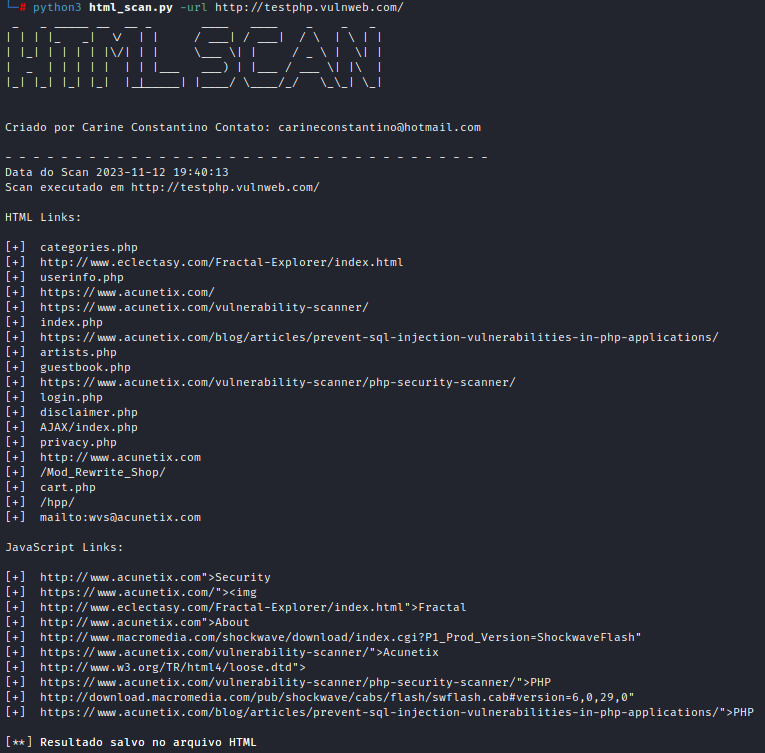 └─# python3 html_scan.py -url http://testphp.vulnweb.com/
HTML SCAN
Criado por Carine Constantino Contato: carineconstantino@hotmail.com
- - - - - - - - - - - - - - - - - - - - - - - - - - - - - - - - - - -
Data do Scan 2023-11-12 19:40:13
Scan executado em http://testphp.vulnweb.com/
HTML Links:
[+]  categories.php
[+]  http://www.eclectasy.com/Fractal-Explorer/index.html
[+]  userinfo.php
[+]  https://www.acunetix.com/
[+]  https://www.acunetix.com/vulnerability-scanner/
[+]  index.php
[+]  https://www.acunetix.com/blog/articles/prevent-sql-injection-vulnerabilities-in-php-applications/
[+]  artists.php
[+]  guestbook.php
[+]  https://www.acunetix.com/vulnerability-scanner/php-security-scanner/
[+]  login.php
[+]  disclaimer.php
[+]  AJAX/index.php
[+]  privacy.php
[+]  http://www.acunetix.com
[+]  /Mod_Rewrite_Shop/
[+]  cart.php
[+]  /hpp/
[+]  mailto:wvs@acunetix.com
JavaScript Links:
[+]  http://www.acunetix.com">Security
[+]  https://www.acunetix.com/"><img
[+]  http://www.eclectasy.com/Fractal-Explorer/index.html">Fractal
[+]  http://www.acunetix.com">About
[+]  http://www.macromedia.com/shockwave/download/index.cgi?P1_Prod_Version=ShockwaveFlash"
[+]  https://www.acunetix.com/vulnerability-scanner/">Acunetix
[+]  http://www.w3.org/TR/html4/loose.dtd">
[+]  https://www.acunetix.com/vulnerability-scanner/php-security-scanner/">PHP
[+]  http://download.macromedia.com/pub/shockwave/cabs/flash/swflash.cab#version=6,0,29,0"
[+]  https://www.acunetix.com/blog/articles/prevent-sql-injection-vulnerabilities-in-php-applications/">PHP
[**] Resultado salvo no arquivo HTML